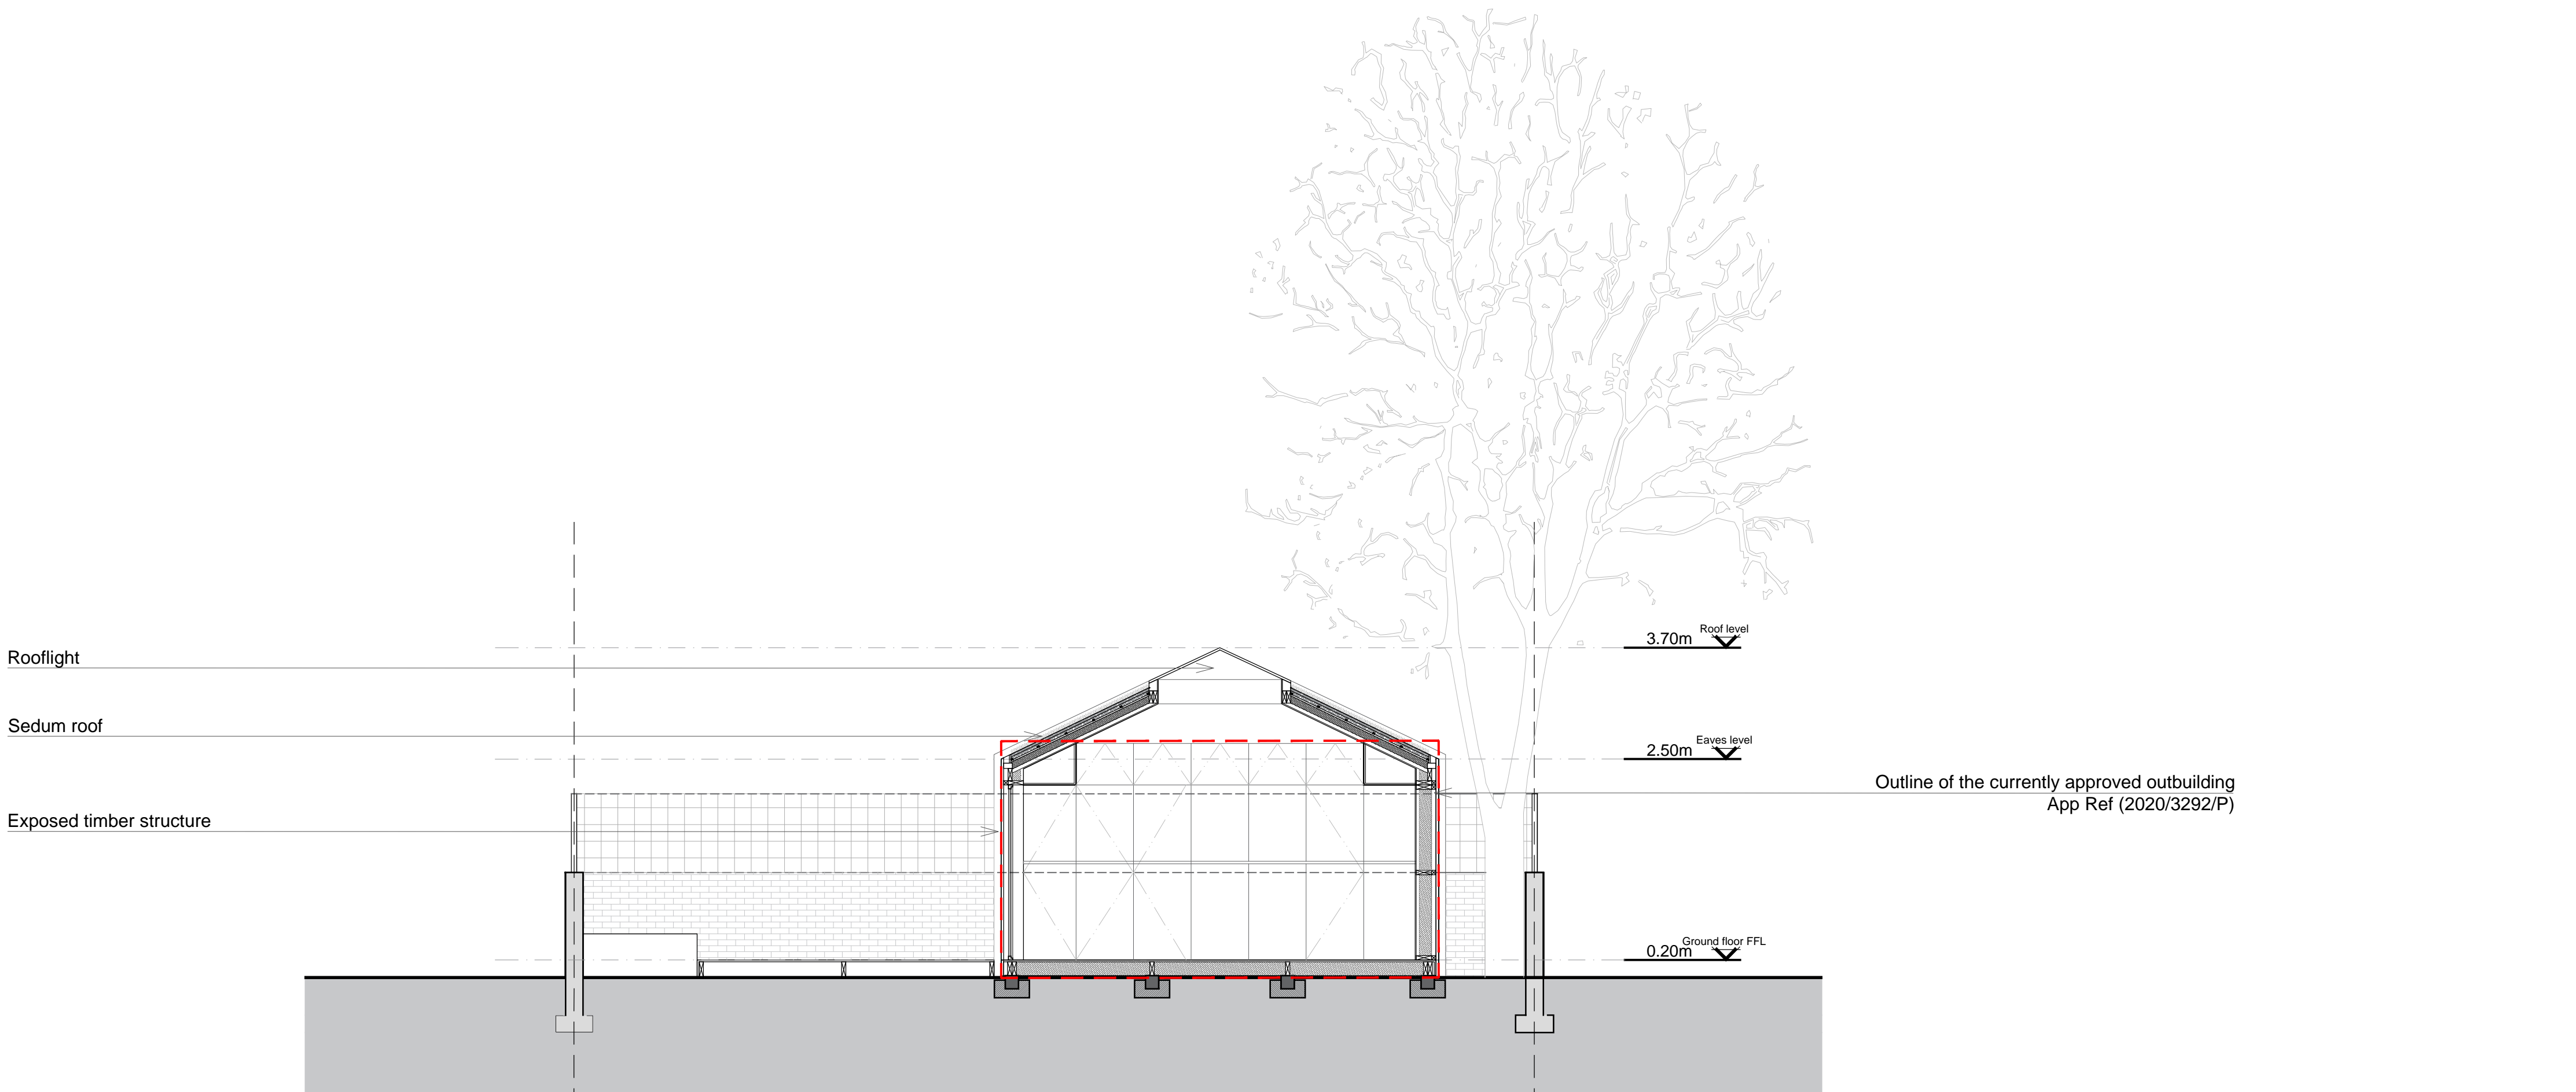 Roof level
3.70m
Rooflight
Sedum roof
Eaves level
2.50m
Outline of the currently approved outbuilding
App Ref (2020/3292/P)
Exposed timber structure
Ground floor FFL
0.20m